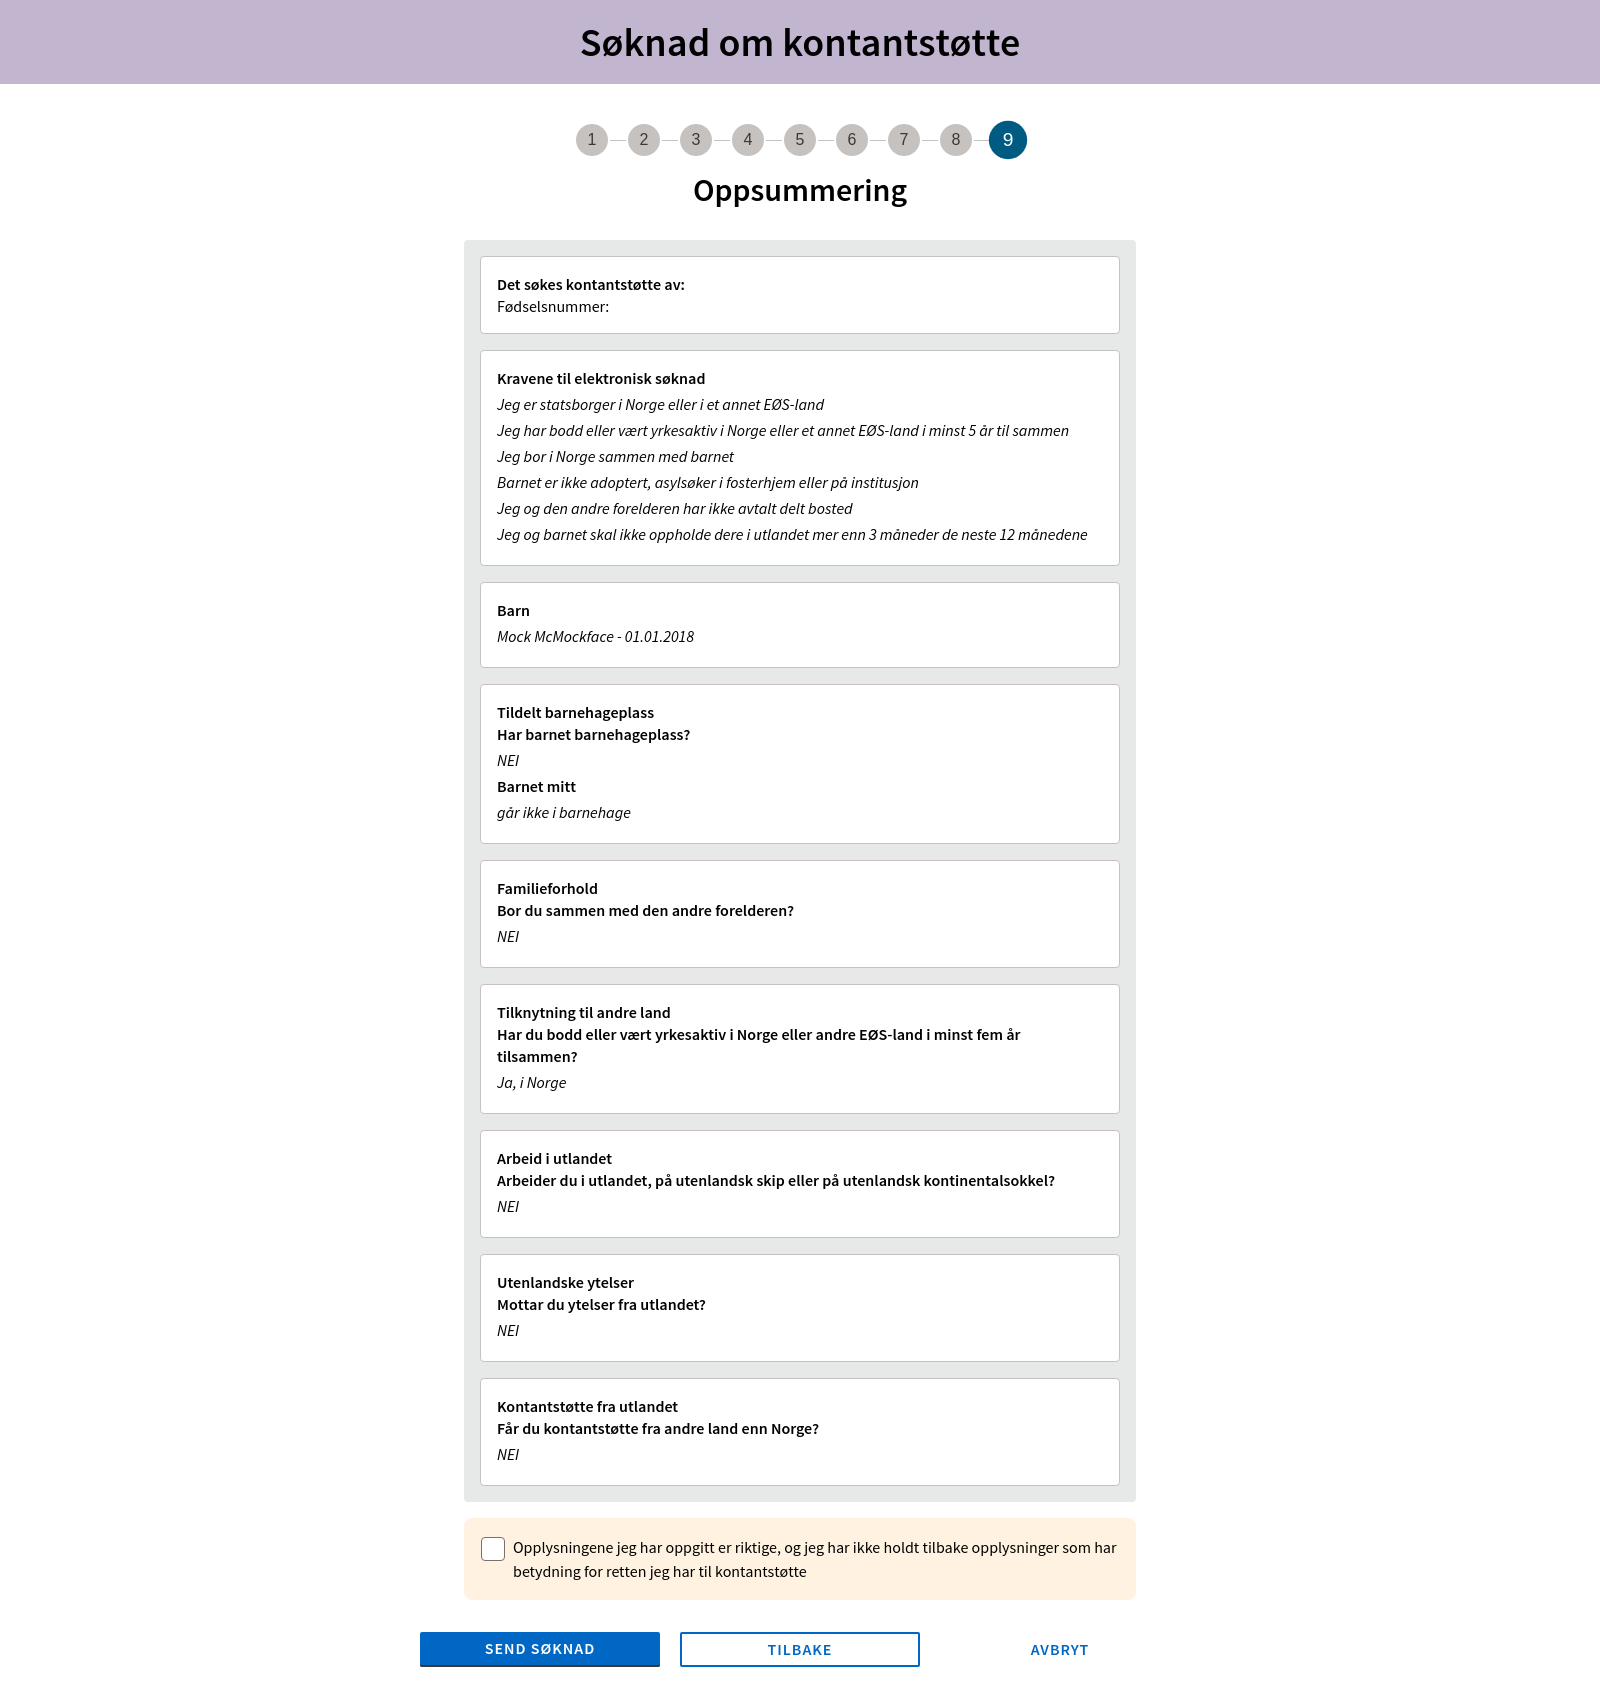 Søknad om kontantstøtte
1 2 3 4 5 6 7 8 9
Oppsummering
Det søkes kontantstøtte av:
Fødselsnummer:
Kravene til elektronisk søknad
Jeg er statsborger i Norge eller i et annet EØS-land
Jeg har bodd eller vært yrkesaktiv i Norge eller et annet EØS-land i minst 5 år til sammen
Jeg bor i Norge sammen med barnet
Barnet er ikke adoptert, asylsøker i fosterhjem eller på institusjon
Jeg og den andre forelderen har ikke avtalt delt bosted
Jeg og barnet skal ikke oppholde dere i utlandet mer enn 3 måneder de neste 12 månedene
Barn
Mock McMockface - 01.01.2018
Tildelt barnehageplass
Har barnet barnehageplass?
NEI
Barnet mitt
går ikke i barnehage
Familieforhold
Bor du sammen med den andre forelderen?
NEI
Tilknytning til andre land
Har du bodd eller vært yrkesaktiv i Norge eller andre EØS-land i minst fem år
tilsammen?
Ja, i Norge
Arbeid i utlandet
Arbeider du i utlandet, på utenlandsk skip eller på utenlandsk kontinentalsokkel?
NEI
Utenlandske ytelser
Mottar du ytelser fra utlandet?
NEI
Kontantstøtte fra utlandet
Får du kontantstøtte fra andre land enn Norge?
NEI
Opplysningene jeg har oppgitt er riktige, og jeg har ikke holdt tilbake opplysninger som har
betydning for retten jeg har til kontantstøtte
SEND SØKNAD TILBAKE AVBRYT